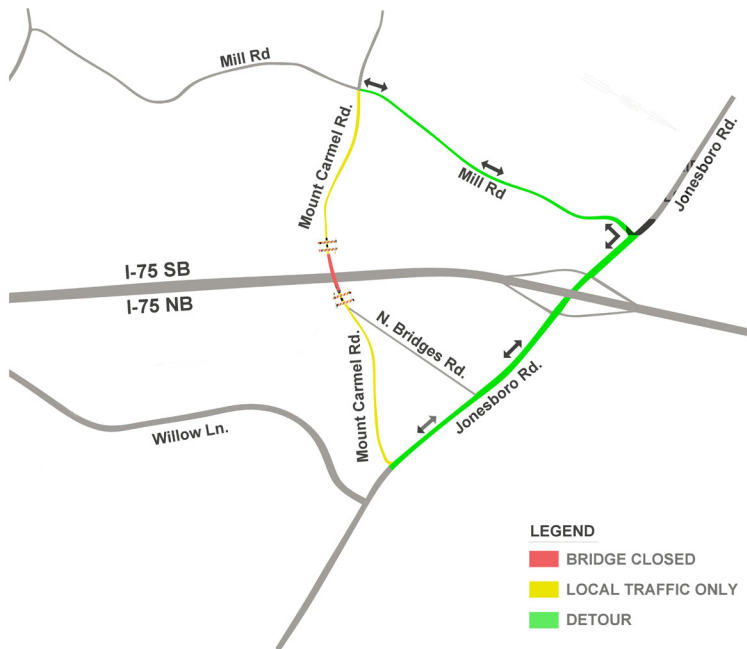 Mill Rd
Mount Carmel Rd.
Mill Rd
Jonesboro Rd.
I-75 SB
I-75 NB
N. Bridges Rd.
Mount Carmel Rd.
Jonesboro Rd.
Willow Ln.
LEGEND
BRIDGE CLOSED
LOCAL TRAFFIC ONLY
DETOUR